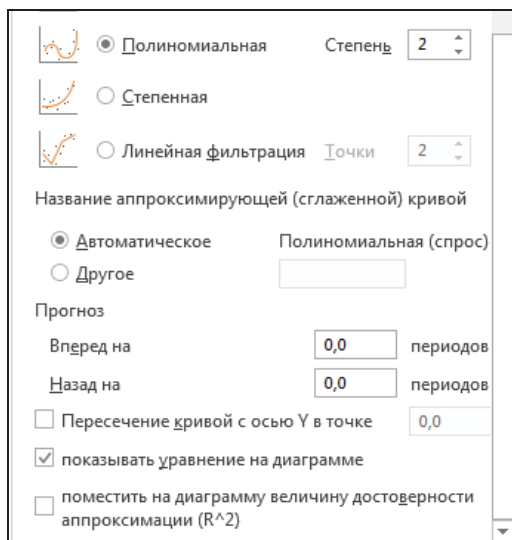 Полиномиальная Степень 2
Степенная
Линейная фильтрация Точки 2
Название аппроксимирующей (сглаженной) кривой
Автоматическое Полиномиальная (спрос)
Другое
Прогноз
Вперед на 0,0 периодов
Назад на 0,0 периодов
Пересечение кривой с осью Y в точке 0,0
показывать уравнение на диаграмме
поместить на диаграмму величину достоверности
аппроксимации (R^2)